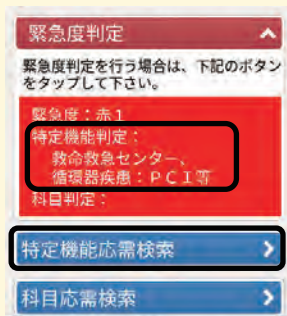 緊急度判定
緊急度判定を行う場合は、下記のボタン
をタップして下さい。
緊急度：赤１
特定機能判定：
救命救急センター、
循環器疾患：ＰＣＩ等
科目判定：
特定機能応需検索
科目応需検索